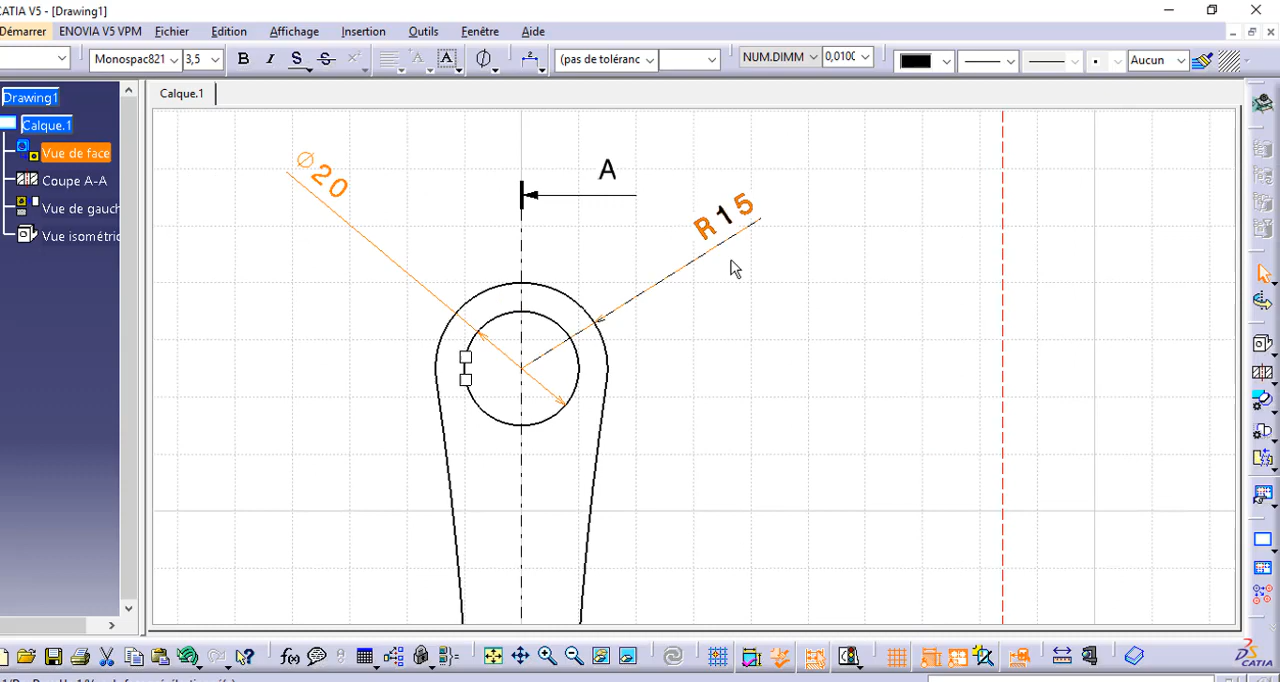 CATIA V5 - [Drawing1]
Démarrer ENOVIA V5 VPM Fichier Edition Affichage Insertion Outils Fenêtre Aide
Monospac821 3,5 B I S S A A (pas de toléranc NUM.DIMM 0,0100 Aucun
Drawing1
Calque.1
Calque.1
Vue de face
Coupe A-A
Vue de gauch
Vue isométric
A
Ø20
R15
f(x)
CATIA